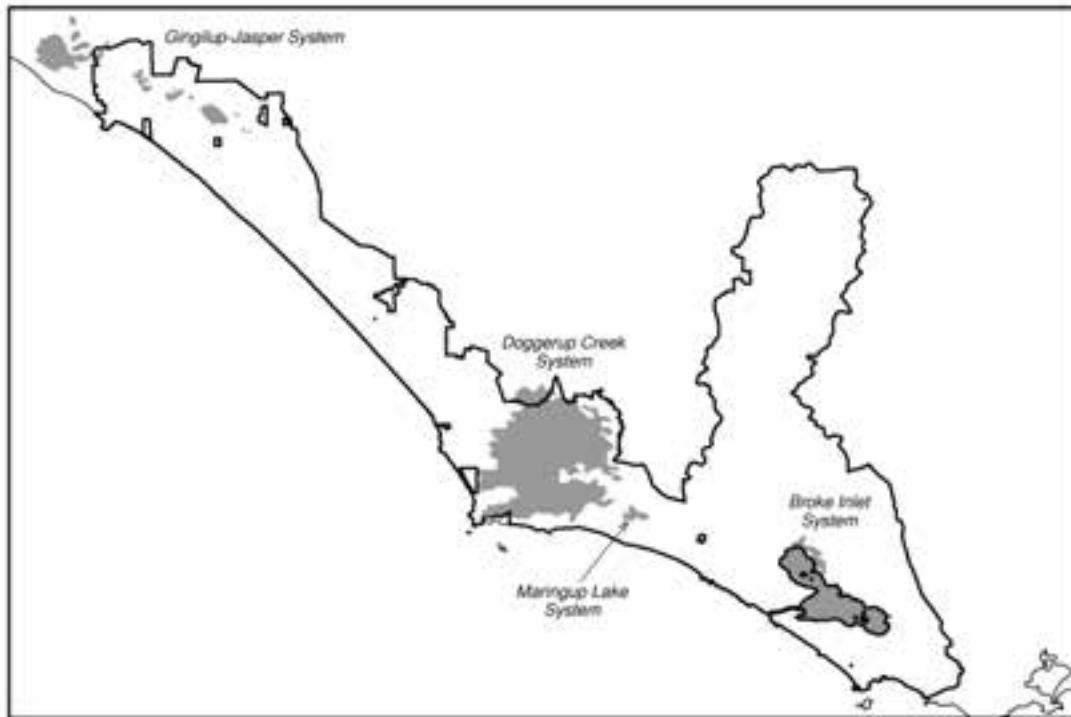 Gingilup-Jasper System
Doggerup Creek
System
Broke Inlet
System
Maringup Lake
System